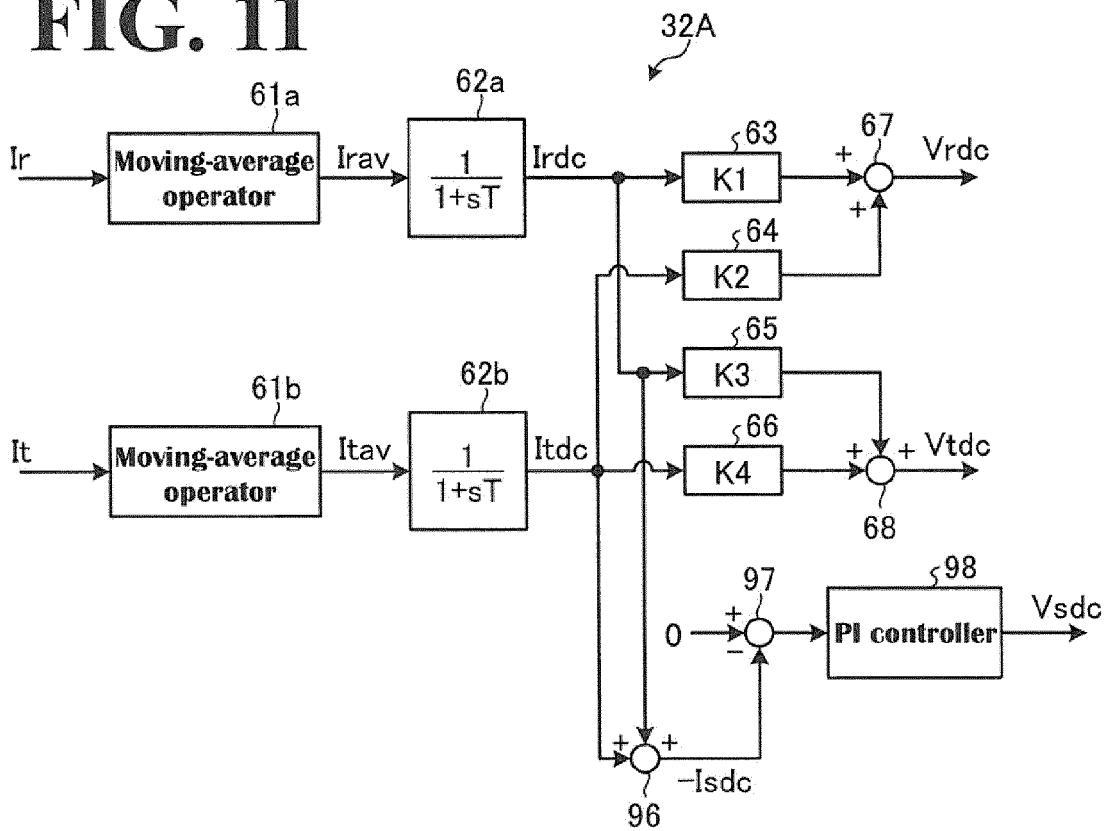 FIG. 11
32A
61a
62a
63
67
Ir
Moving-average
operator
Irav
1
1+sT
Irdc
K1
+
+
Vrdc
64
K2
65
K3
61b
62b
66
It
Moving-average
operator
Itav
1
1+sT
Itdc
K4
+
+
Vtdc
68
97
98
0
+
−
PI controller
Vsdc
+
+
−Isdc
96